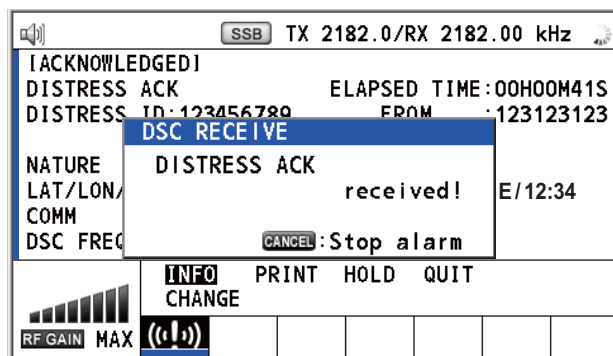 SSB TX 2182.0/RX 2182.00 kHz
[ACKNOWLEDGED]
DISTRESS ACK ELAPSED TIME:00H00M41S
DISTRESS ID:123456789 FROM :123123123
DSC RECEIVE
NATURE DISTRESS ACK
LAT/LON/ received! E/12:34
COMM
DSC FREQ CANCEL:Stop alarm
INFO PRINT HOLD QUIT
CHANGE
RF GAIN MAX